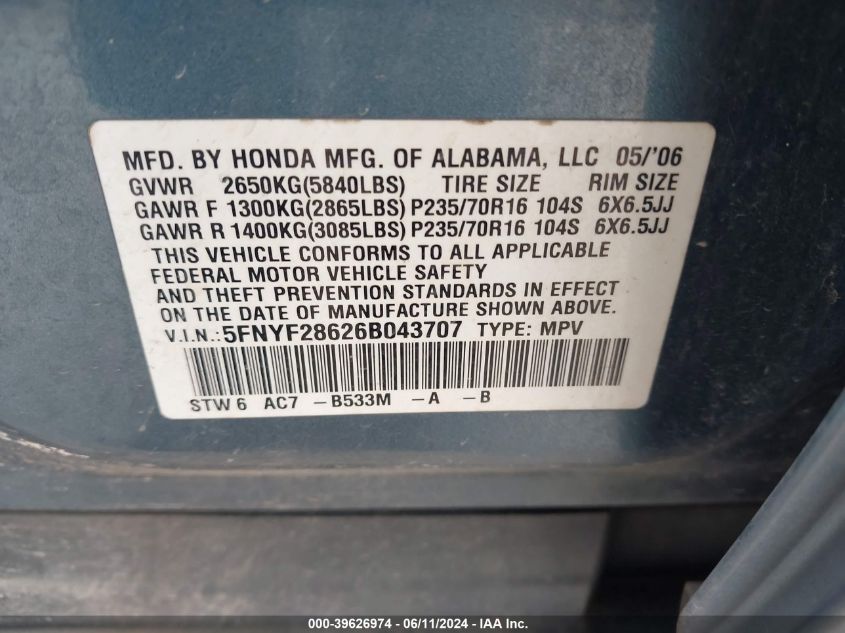 MFD. BY HONDA MFG. OF ALABAMA, LLC 05/'06
GVWR 2650KG(5840LBS) TIRE SIZE RIM SIZE
GAWR F 1300KG(2865LBS) P235/70R16 104S 6X6.5JJ
GAWR R 1400KG(3085LBS) P235/70R16 104S 6X6.5JJ
THIS VEHICLE CONFORMS TO ALL APPLICABLE
FEDERAL MOTOR VEHICLE SAFETY
AND THEFT PREVENTION STANDARDS IN EFFECT
ON THE DATE OF MANUFACTURE SHOWN ABOVE.
V.I.N.:5FNYF28626B043707 TYPE: MPV
STW6 AC7 -B533M -A -B
000-39626974 - 06/11/2024 - IAA Inc.